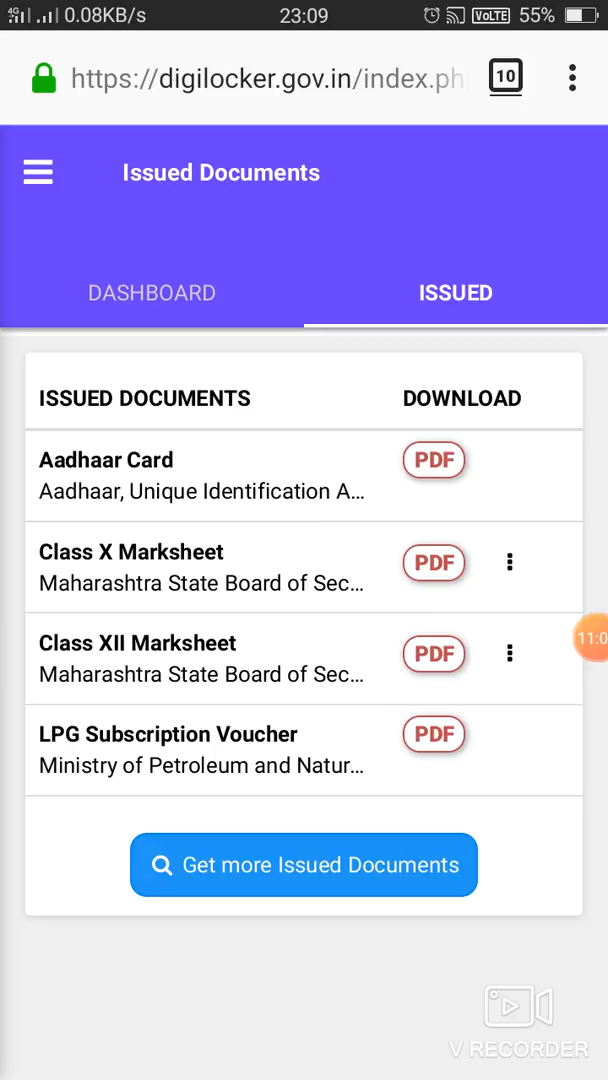 4G 0.08KB/s 23:09 VoLTE 55%
https://digilocker.gov.in/index.ph 10
Issued Documents
DASHBOARD ISSUED
ISSUED DOCUMENTS DOWNLOAD
Aadhaar Card PDF
Aadhaar, Unique Identification A...
Class X Marksheet PDF
Maharashtra State Board of Sec...
Class XII Marksheet PDF
Maharashtra State Board of Sec...
11:0
LPG Subscription Voucher PDF
Ministry of Petroleum and Natur...
Get more Issued Documents
V RECORDER